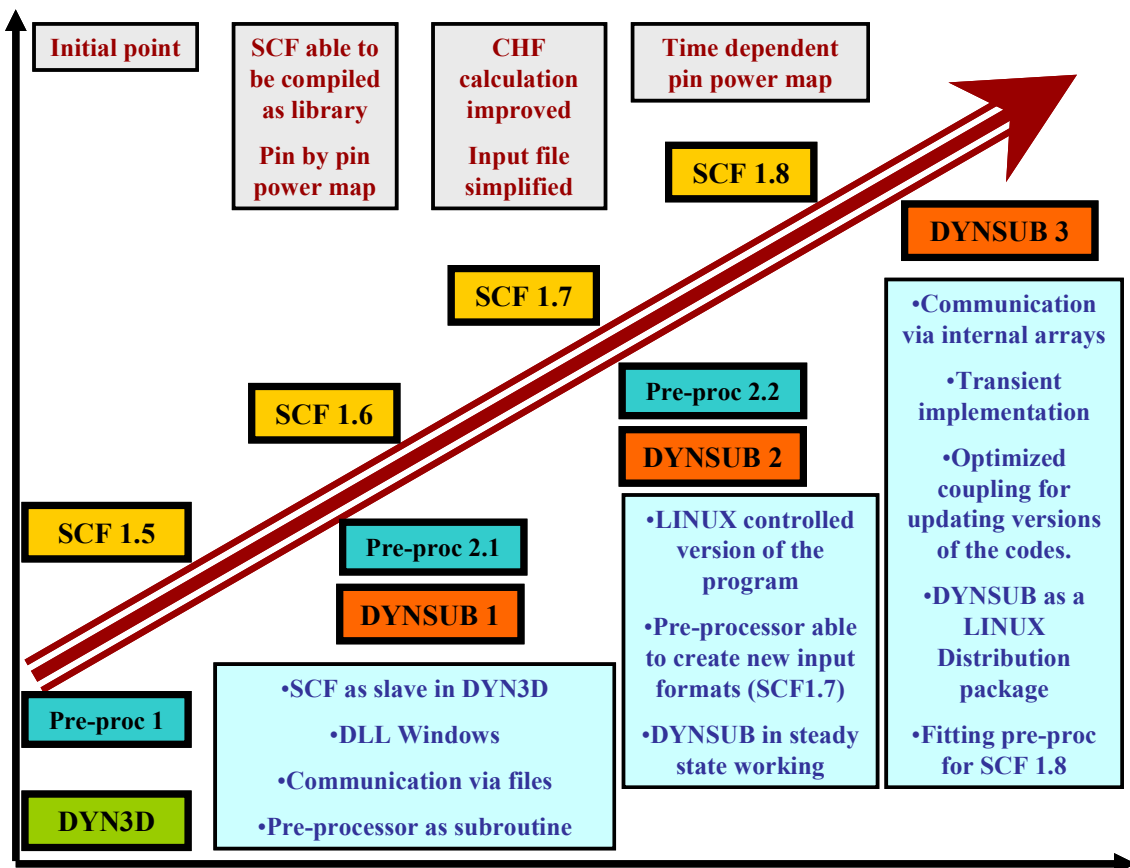 Initial point
SCF able to
be compiled
as library
Pin by pin
power map
CHF
calculation
improved
Input file
simplified
Time dependent
pin power map
SCF 1.8
DYNSUB 3
SCF 1.7
•Communication
via internal arrays
•Transient
implementation
•Optimized
coupling for
updating versions
of the codes.
•DYNSUB as a
LINUX
Distribution
package
•Fitting pre-proc
for SCF 1.8
Pre-proc 2.2
DYNSUB 2
SCF 1.6
•LINUX controlled
version of the
program
•Pre-processor able
to create new input
formats (SCF1.7)
•DYNSUB in steady
state working
SCF 1.5
Pre-proc 2.1
DYNSUB 1
•SCF as slave in DYN3D
•DLL Windows
•Communication via files
•Pre-processor as subroutine
Pre-proc 1
DYN3D